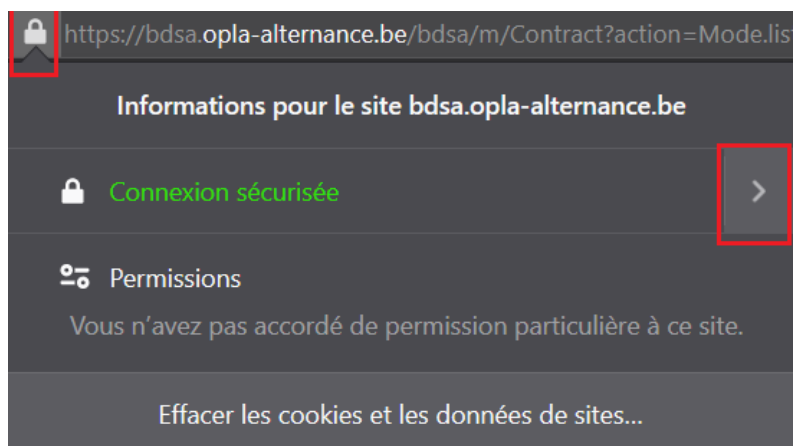 https://bdsa.opla-alternance.be/bdsa/m/Contract?action=Mode.lis
Informations pour le site bdsa.opla-alternance.be
Connexion sécurisée
Permissions
Vous n’avez pas accordé de permission particulière à ce site.
Effacer les cookies et les données de sites...